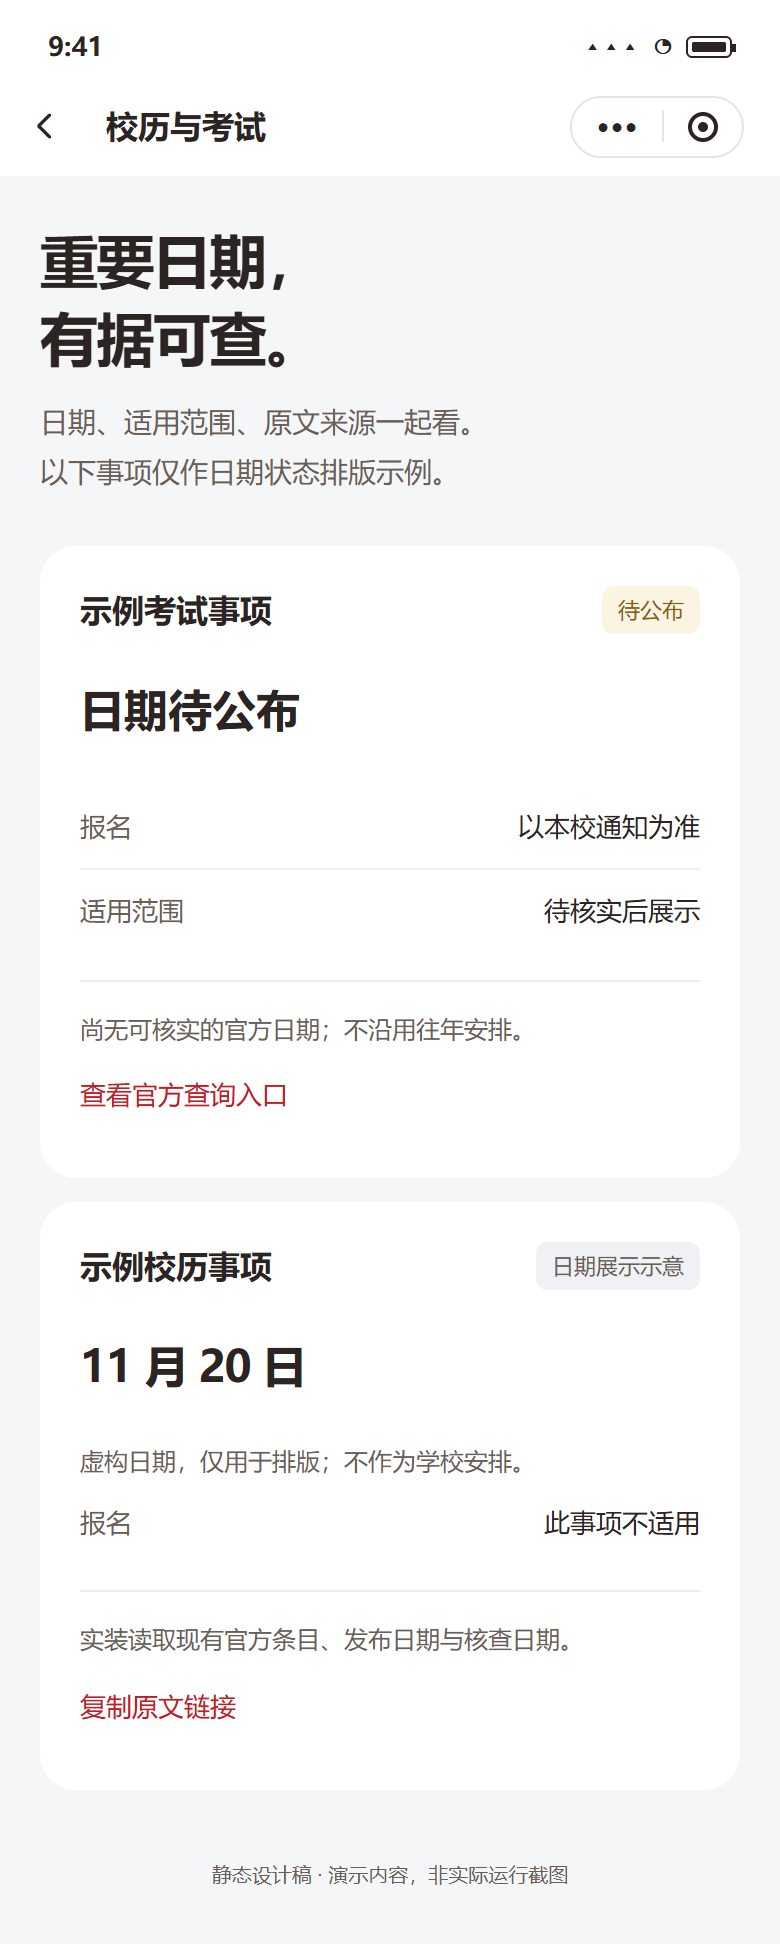 9:41
校历与考试
重要日期，
有据可查。
日期、适用范围、原文来源一起看。
以下事项仅作日期状态排版示例。
示例考试事项
待公布
日期待公布
报名
以本校通知为准
适用范围
待核实后展示
尚无可核实的官方日期；不沿用往年安排。
查看官方查询入口
示例校历事项
日期展示示意
11 月 20 日
虚构日期，仅用于排版；不作为学校安排。
报名
此事项不适用
实装读取现有官方条目、发布日期与核查日期。
复制原文链接
静态设计稿 · 演示内容，非实际运行截图